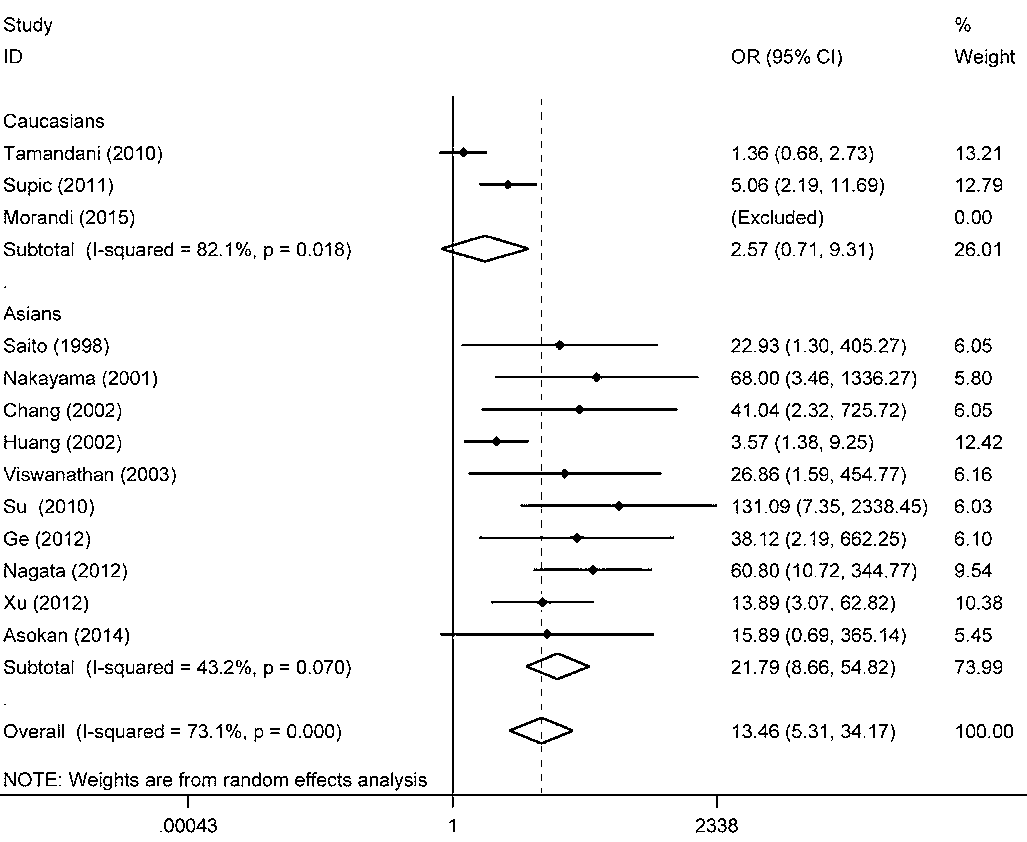 Study %
ID OR (95% CI) Weight
Caucasians
Tamandani (2010) 1.36 (0.68, 2.73) 13.21
Supic (2011) 5.06 (2.19, 11.69) 12.79
Morandi (2015) (Excluded) 0.00
Subtotal (I-squared = 82.1%, p = 0.018) 2.57 (0.71, 9.31) 26.01
.
Asians
Saito (1998) 22.93 (1.30, 405.27) 6.05
Nakayama (2001) 68.00 (3.46, 1336.27) 5.80
Chang (2002) 41.04 (2.32, 725.72) 6.05
Huang (2002) 3.57 (1.38, 9.25) 12.42
Viswanathan (2003) 26.86 (1.59, 454.77) 6.16
Su (2010) 131.09 (7.35, 2338.45) 6.03
Ge (2012) 38.12 (2.19, 662.25) 6.10
Nagata (2012) 60.80 (10.72, 344.77) 9.54
Xu (2012) 13.89 (3.07, 62.82) 10.38
Asokan (2014) 15.89 (0.69, 365.14) 5.45
Subtotal (I-squared = 43.2%, p = 0.070) 21.79 (8.66, 54.82) 73.99
.
Overall (I-squared = 73.1%, p = 0.000) 13.46 (5.31, 34.17) 100.00
NOTE: Weights are from random effects analysis
.00043 1 2338